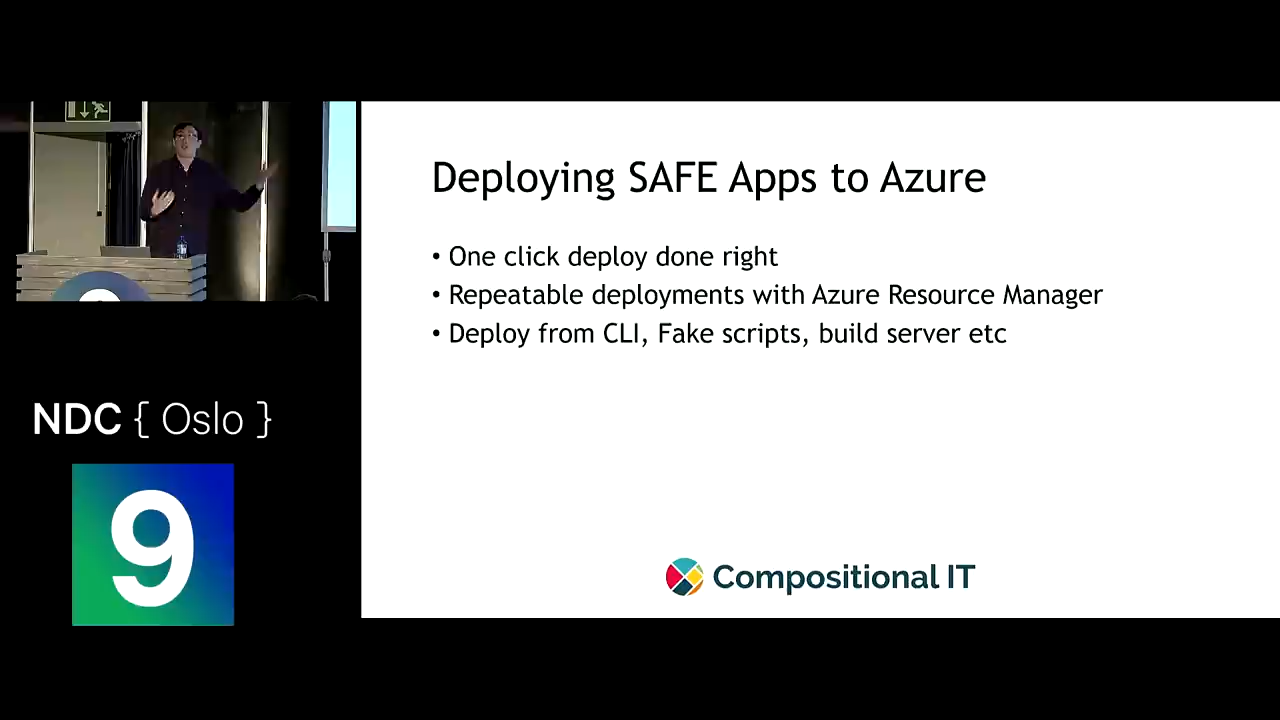 Deploying SAFE Apps to Azure
• One click deploy done right
• Repeatable deployments with Azure Resource Manager
• Deploy from CLI, Fake scripts, build server etc
NDC { Oslo }
9
Compositional IT